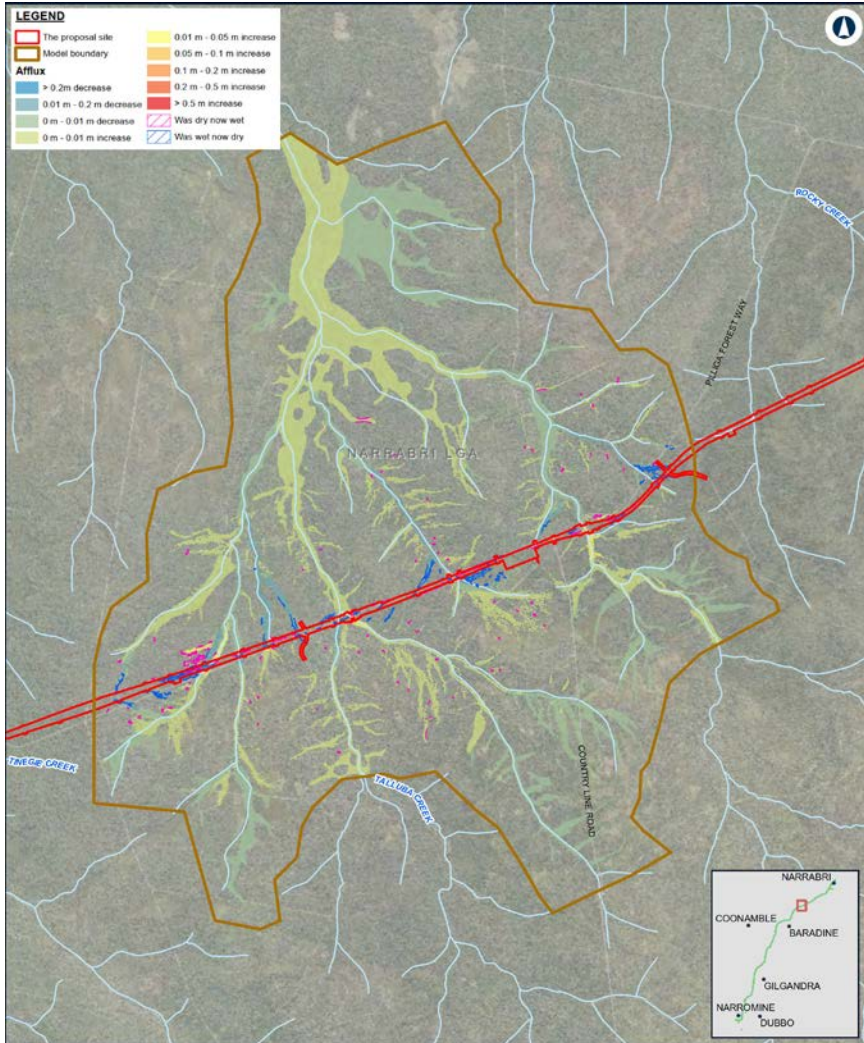 LEGEND
The proposal site
Model boundary
Afflux
> 0.2m decrease
0.01 m - 0.2 m decrease
0 m - 0.01 m decrease
0 m - 0.01 m increase
0.01 m - 0.05 m increase
0.05 m - 0.1 m increase
0.1 m - 0.2 m increase
0.2 m - 0.5 m increase
> 0.5 m increase
Was dry now wet
Was wet now dry
ROCKY CREEK
PILLIGA FOREST WAY
NARRABRI LGA
TINEGIE CREEK
TALLUBA CREEK
COUNTRY LINE ROAD
NARRABRI
COONAMBLE
BARADINE
GILGANDRA
NARROMINE
DUBBO